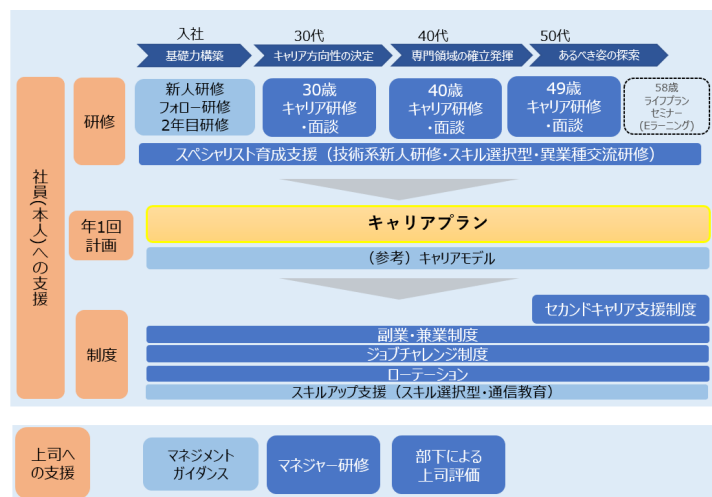 入社
30代
40代
50代
基礎力構築
キャリア方向性の決定
専門領域の確立発揮
あるべき姿の探索
社員(本人)への支援
研修
新人研修
フォロー研修
2年目研修
30歳
キャリア研修
・面談
40歳
キャリア研修
・面談
49歳
キャリア研修
・面談
58歳
ライフプラン
セミナー
(Eラーニング)
スペシャリスト育成支援（技術系新人研修・スキル選択型・異業種交流研修）
年1回
計画
キャリアプラン
（参考）キャリアモデル
制度
セカンドキャリア支援制度
副業・兼業制度
ジョブチャレンジ制度
ローテーション
スキルアップ支援（スキル選択型・通信教育）
上司へ
の支援
マネジメント
ガイダンス
マネジャー研修
部下による
上司評価